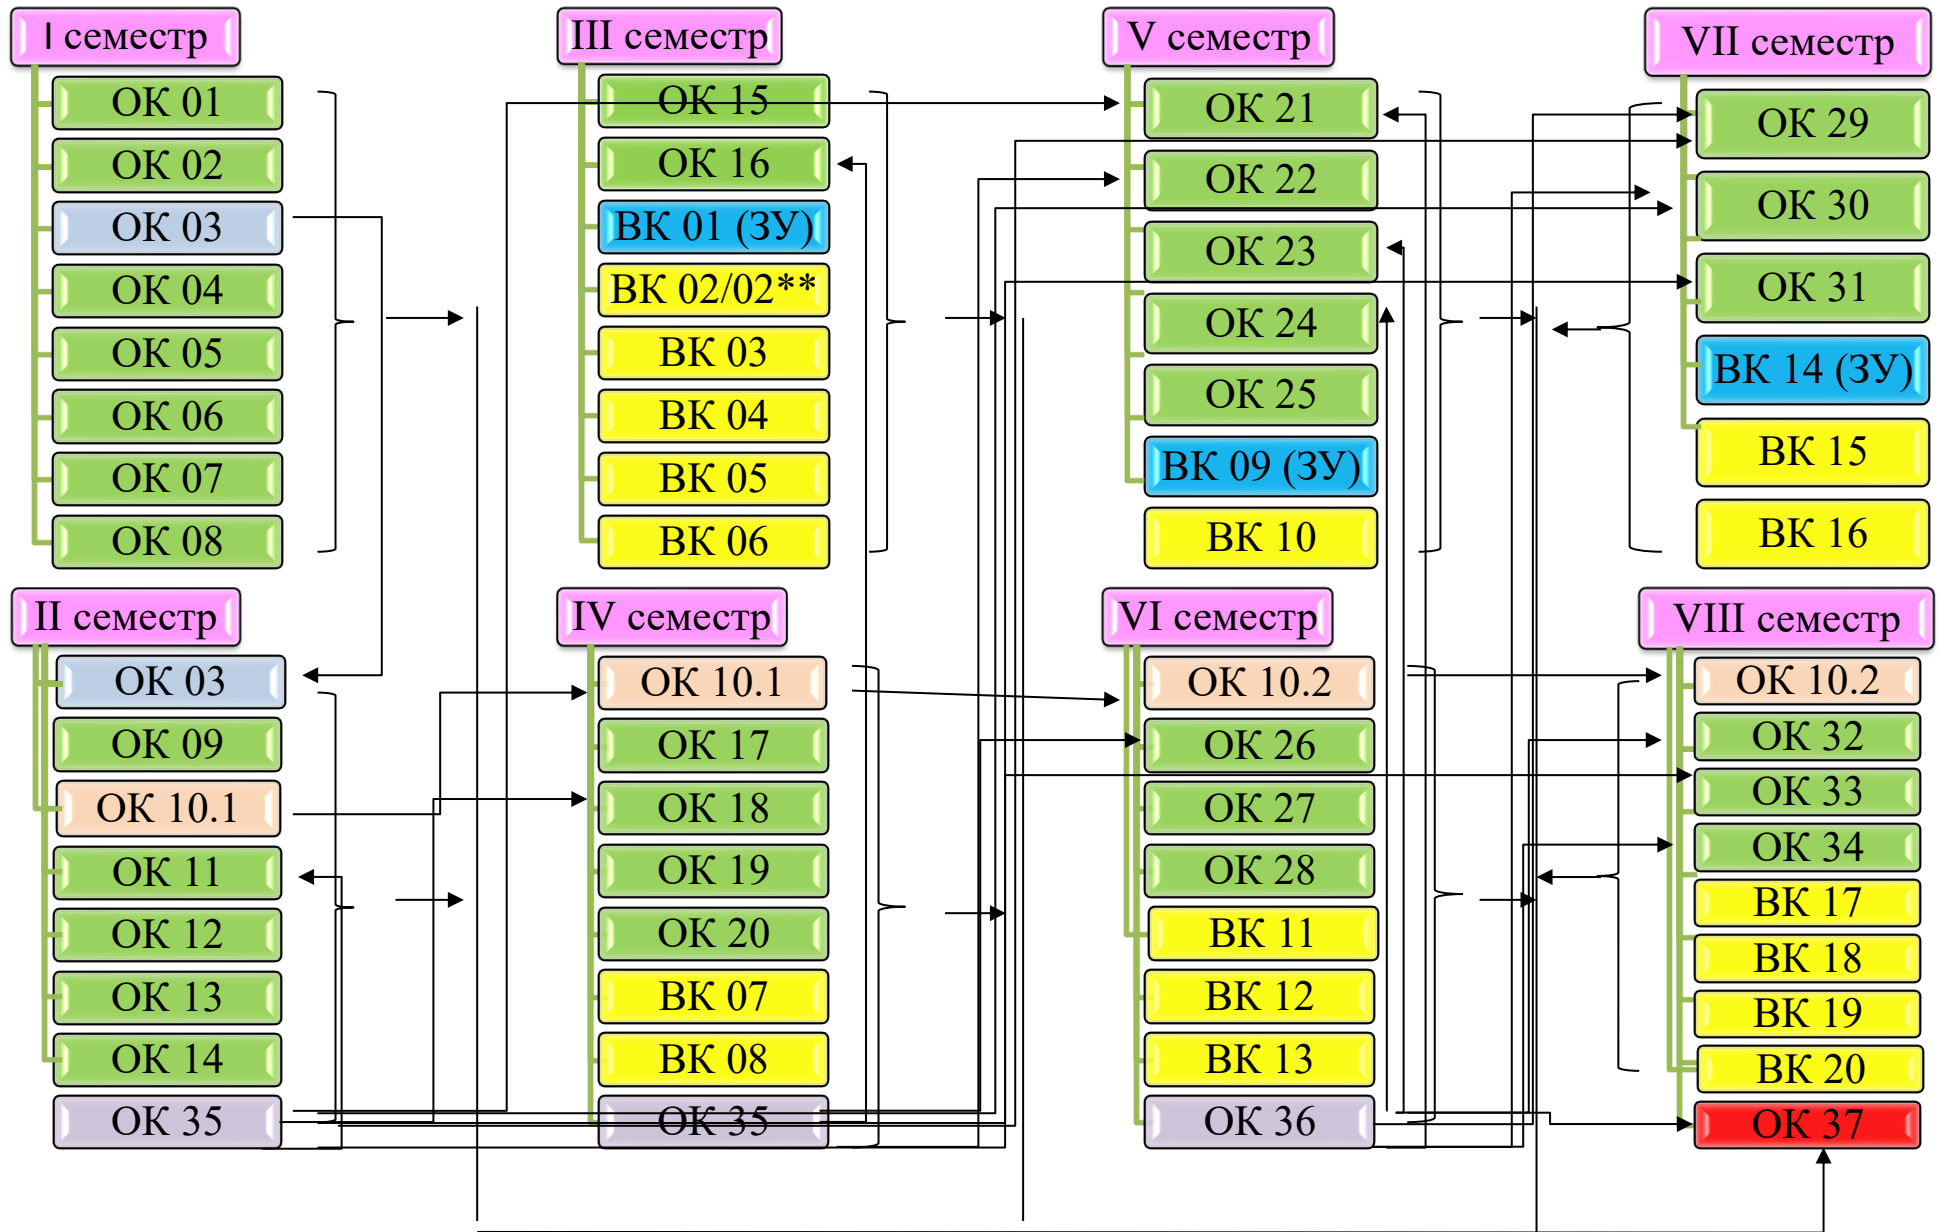 І семестр
ОК 01
ОК 02
ОК 03
ОК 04
ОК 05
ОК 06
ОК 07
ОК 08
ІІ семестр
ОК 03
ОК 09
ОК 10.1
ОК 11
ОК 12
ОК 13
ОК 14
ОК 35
ІІІ семестр
ОК 15
ОК 16
ВК 01 (ЗУ)
ВК 02/02**
ВК 03
ВК 04
ВК 05
ВК 06
IV семестр
ОК 10.1
ОК 17
ОК 18
ОК 19
ОК 20
ВК 07
ВК 08
ОК 35
V семестр
ОК 21
ОК 22
ОК 23
ОК 24
ОК 25
ВК 09 (ЗУ)
ВК 10
VI семестр
ОК 10.2
ОК 26
ОК 27
ОК 28
ВК 11
ВК 12
ВК 13
ОК 36
VII семестр
ОК 29
ОК 30
ОК 31
ВК 14 (ЗУ)
ВК 15
ВК 16
VIII семестр
ОК 10.2
ОК 32
ОК 33
ОК 34
ВК 17
ВК 18
ВК 19
ВК 20
ОК 37